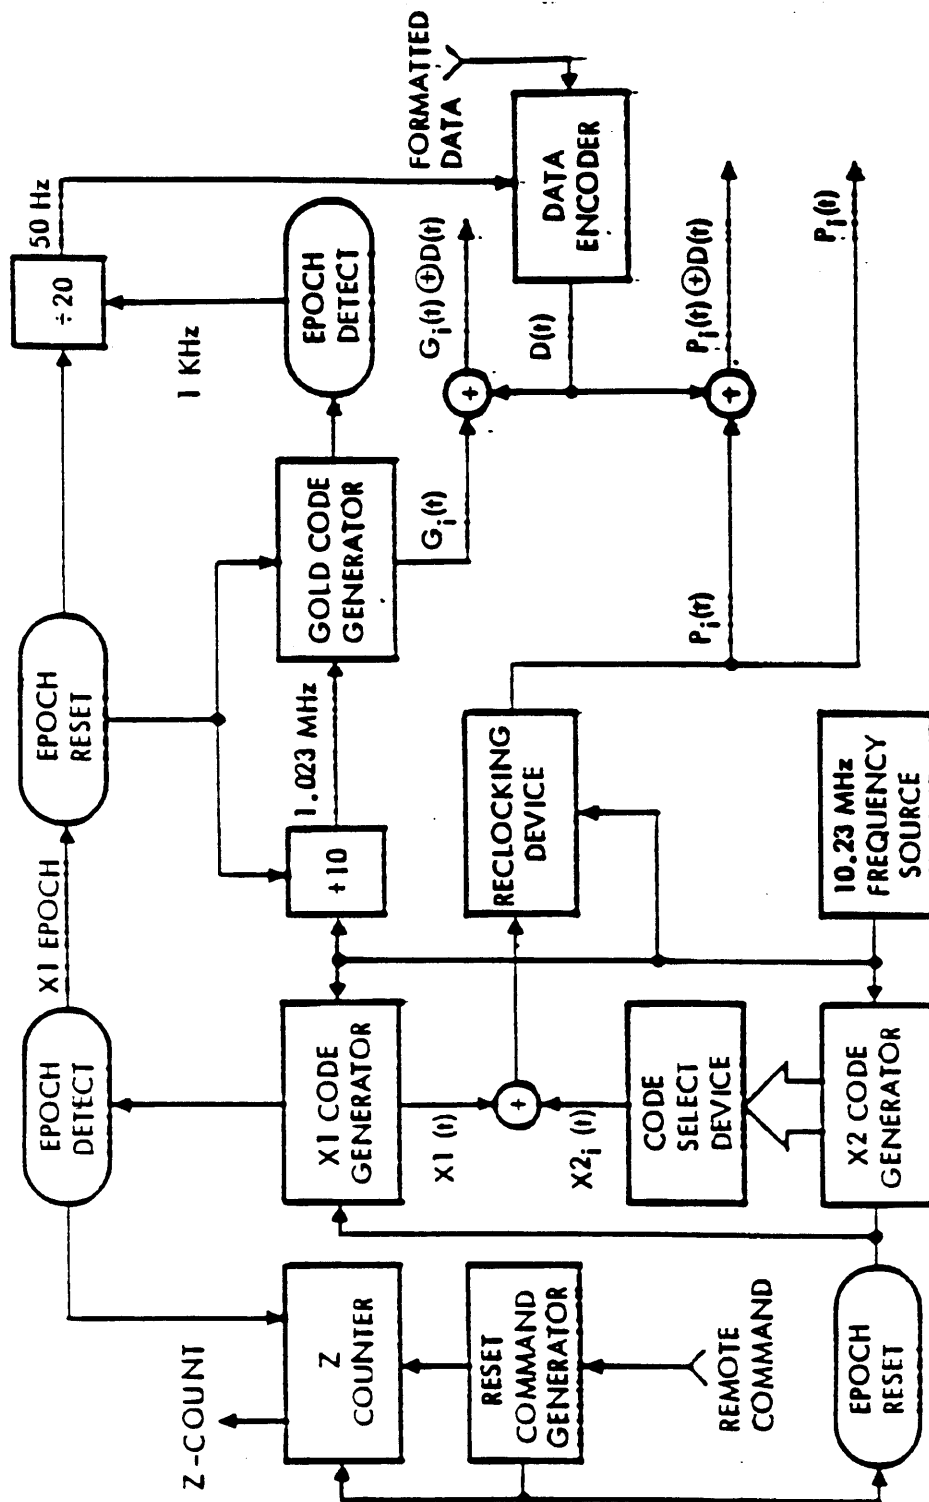 Z-COUNT
Z
COUNTER
RESET
COMMAND
GENERATOR
REMOTE
COMMAND
EPOCH
RESET
EPOCH
DETECT
X1 EPOCH
X1 CODE
GENERATOR
X1 (t)
+
X2i (t)
CODE
SELECT
DEVICE
X2 CODE
GENERATOR
EPOCH
RESET
÷10
1.023 MHz
RECLOCKING
DEVICE
10.23 MHz
FREQUENCY
SOURCE
GOLD CODE
GENERATOR
Gi(t)
Pi(t)
÷20
50 Hz
1 KHz
EPOCH
DETECT
+
Gi(t)⊕D(t)
D(t)
+
Pi(t)⊕D(t)
Pi(t)
FORMATTED
DATA
DATA
ENCODER